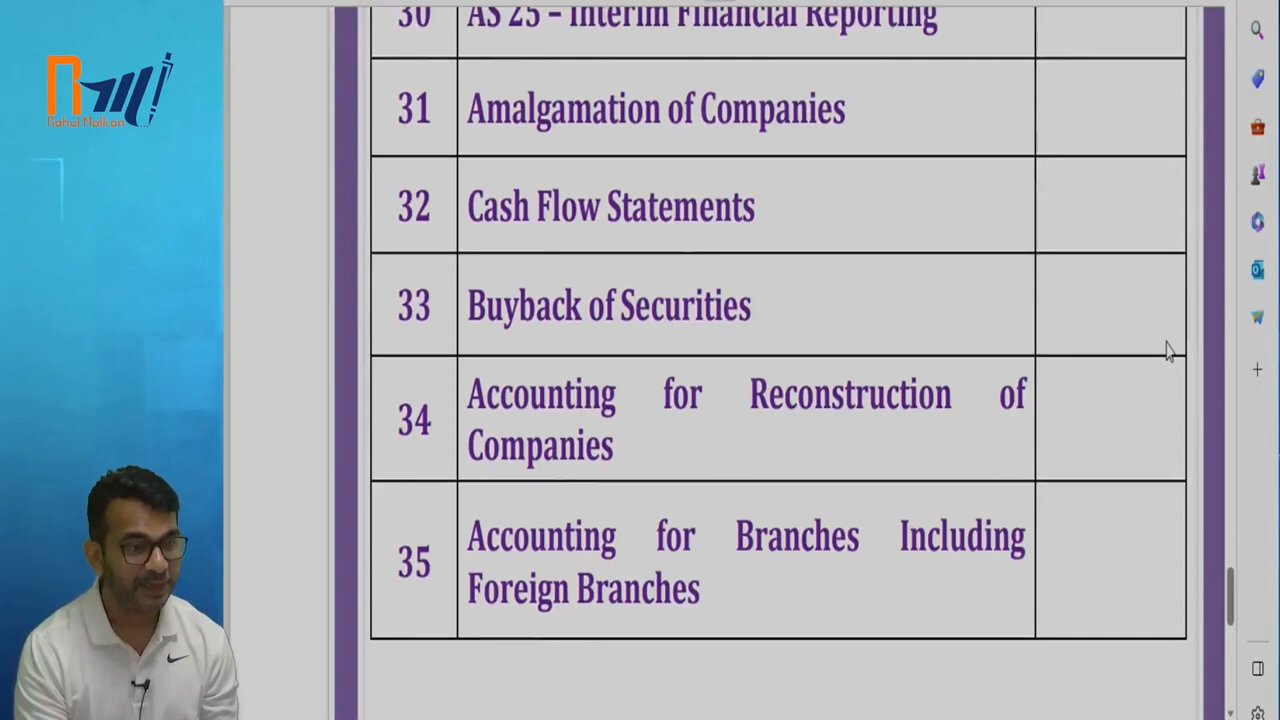 30 AS 25 – Interim Financial Reporting
31 Amalgamation of Companies
32 Cash Flow Statements
33 Buyback of Securities
34 Accounting for Reconstruction of
Companies
35 Accounting for Branches Including
Foreign Branches